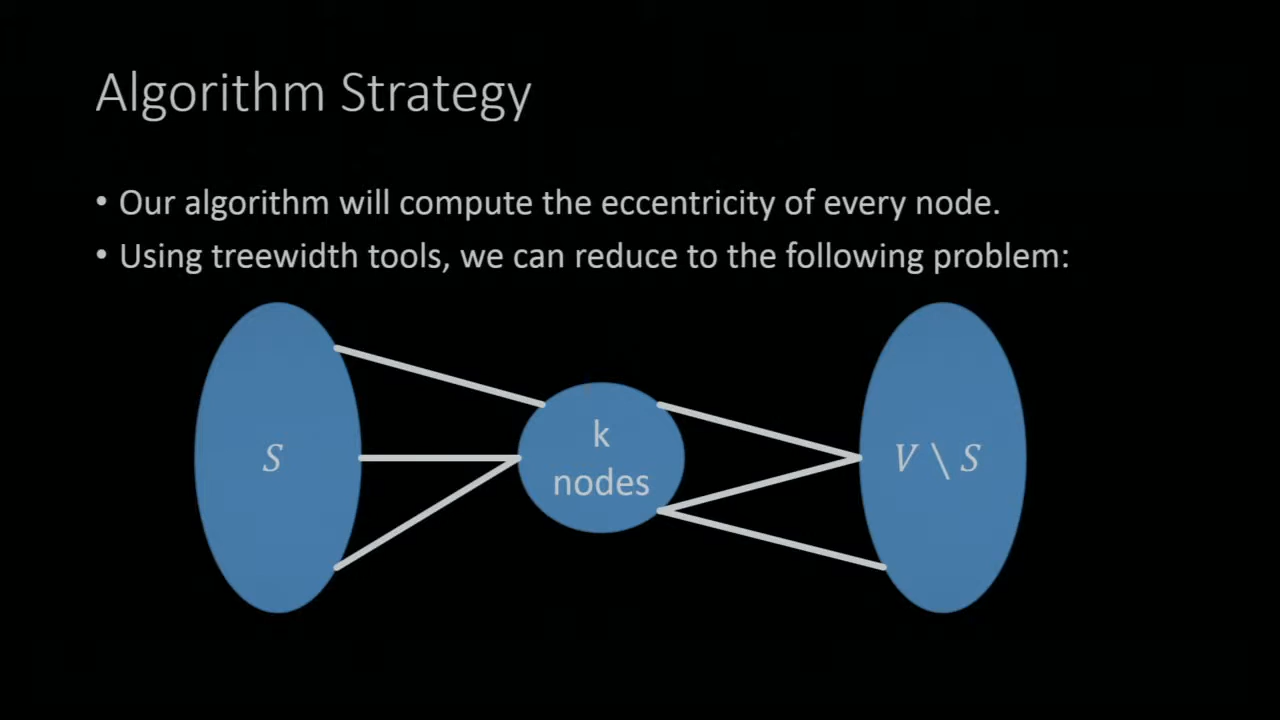 Algorithm Strategy
• Our algorithm will compute the eccentricity of every node.
• Using treewidth tools, we can reduce to the following problem:
S
k
nodes
V \ S